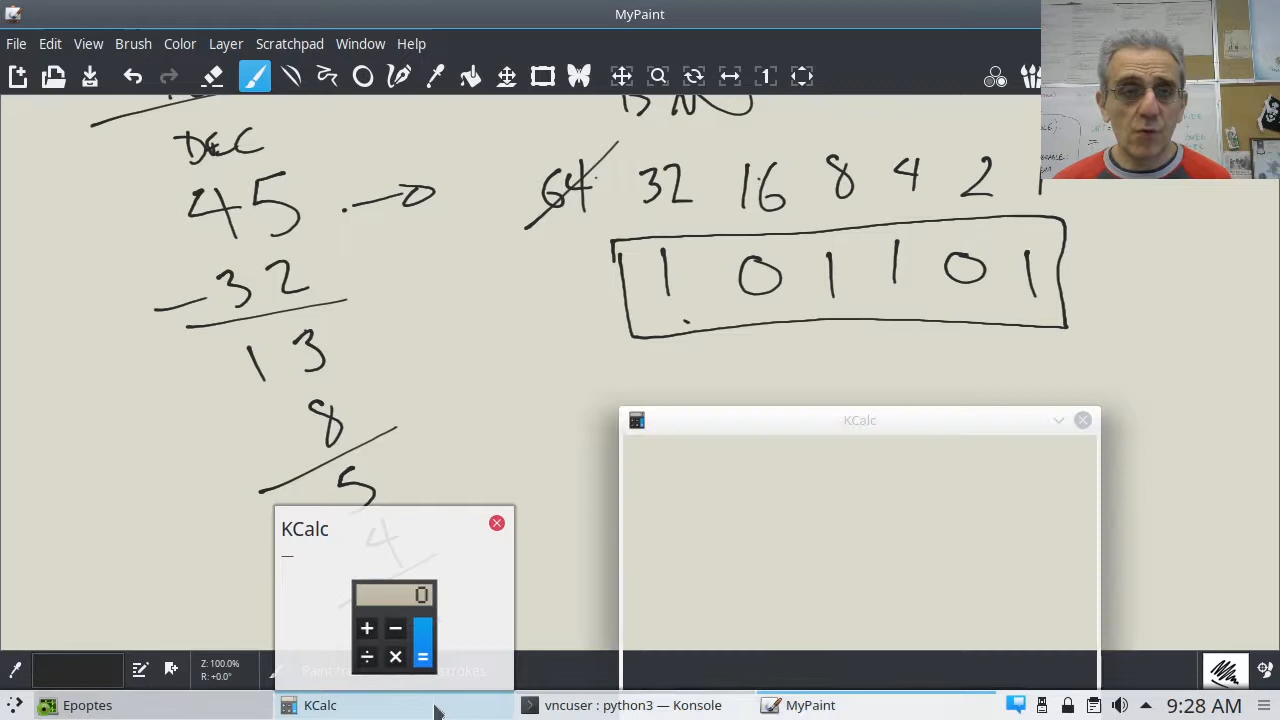 MyPaint
File Edit View Brush Color Layer Scratchpad Window Help
DEC
45
64 32 16 8 4 2 1
32
1 0 1 1 0 1
13
8
5
KCalc
KCalc
4
0
+ −
÷ × =
Z: 100.0%
R: +0.0°
Epoptes
KCalc
vncuser : python3 — Konsole
MyPaint
9:28 AM